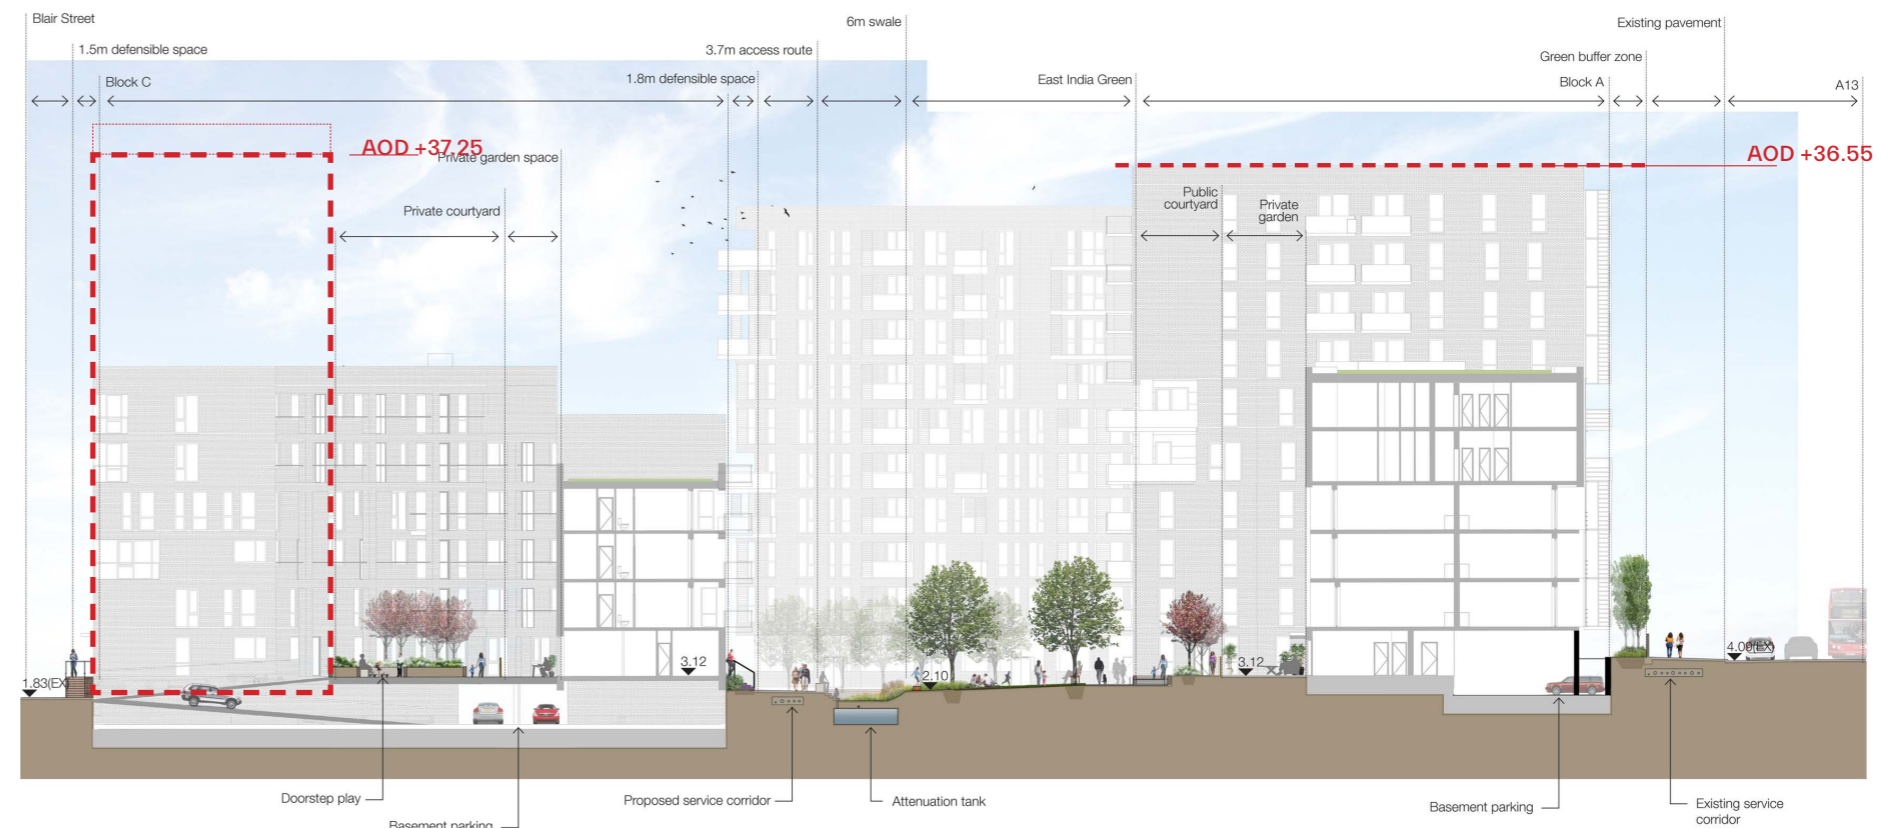 Blair Street
6m swale
Existing pavement
1.5m defensible space
3.7m access route
Green buffer zone
Block C
1.8m defensible space
East India Green
Block A
A13
AOD +37.25
Private garden space
AOD +36.55
Private courtyard
Public
courtyard
Private
garden
1.83(EX)
3.12
2.10
3.12
4.00(EX)
Doorstep play
Basement parking
Proposed service corridor
Attenuation tank
Basement parking
Existing service
corridor